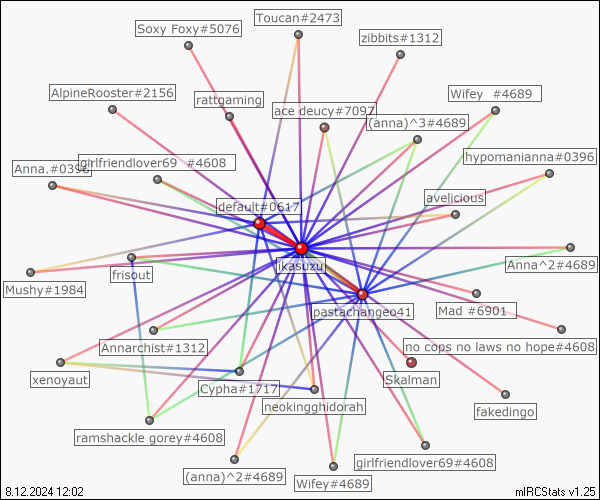 Toucan#2473
Soxy Foxy#5076
zibbits#1312
AlpineRooster#2156
rattgaming
Wifey  #4689
ace deucy#7097
(anna)^3#4689
girlfriendlover69  #4608
hypomanianna#0396
Anna.#0396
avelicious
default#0617
Anna^2#4689
ikasuzu
frisout
Mushy#1984
pastachangeo41
Mad #6901
Annarchist#1312
no cops no laws no hope#4608
xenoyaut
Skalman
Cypha#1717
neokingghidorah
fakedingo
ramshackle gorey#4608
girlfriendlover69#4608
(anna)^2#4689
Wifey#4689
8.12.2024 12:02
mIRCStats v1.25